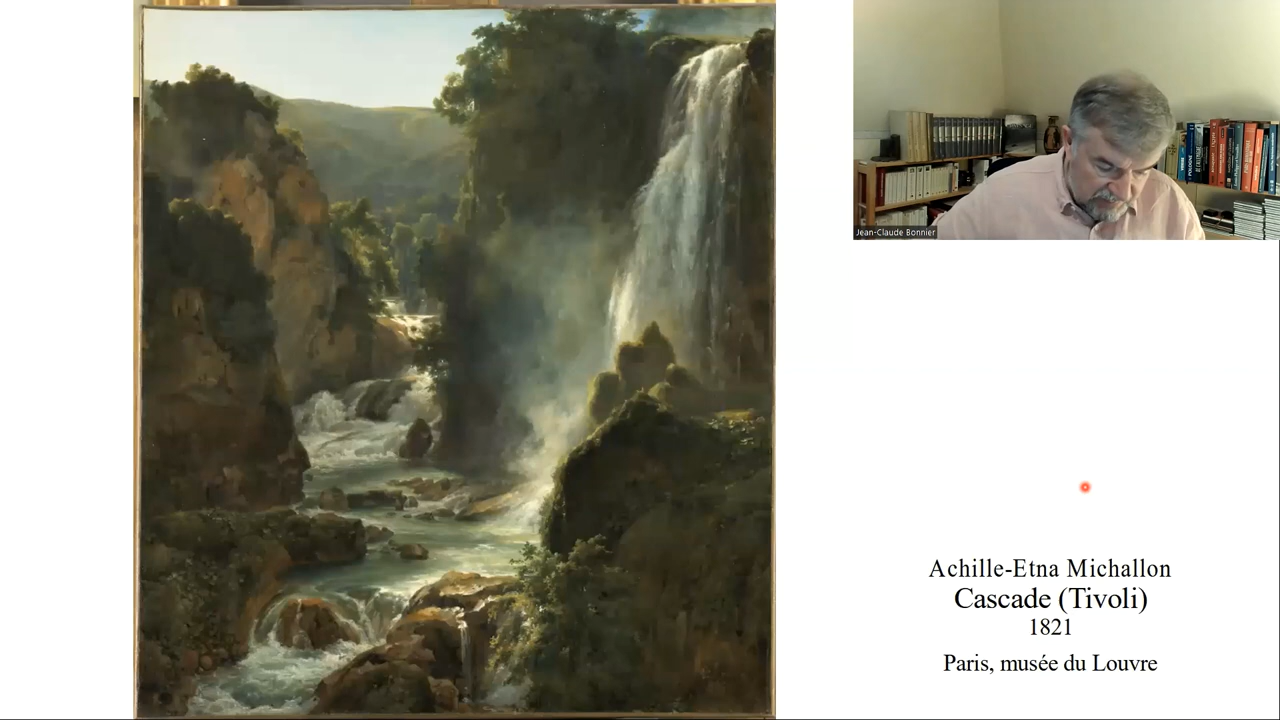 Jean-Claude Bonnier
Achille-Etna Michallon
Cascade (Tivoli)
1821
Paris, musée du Louvre